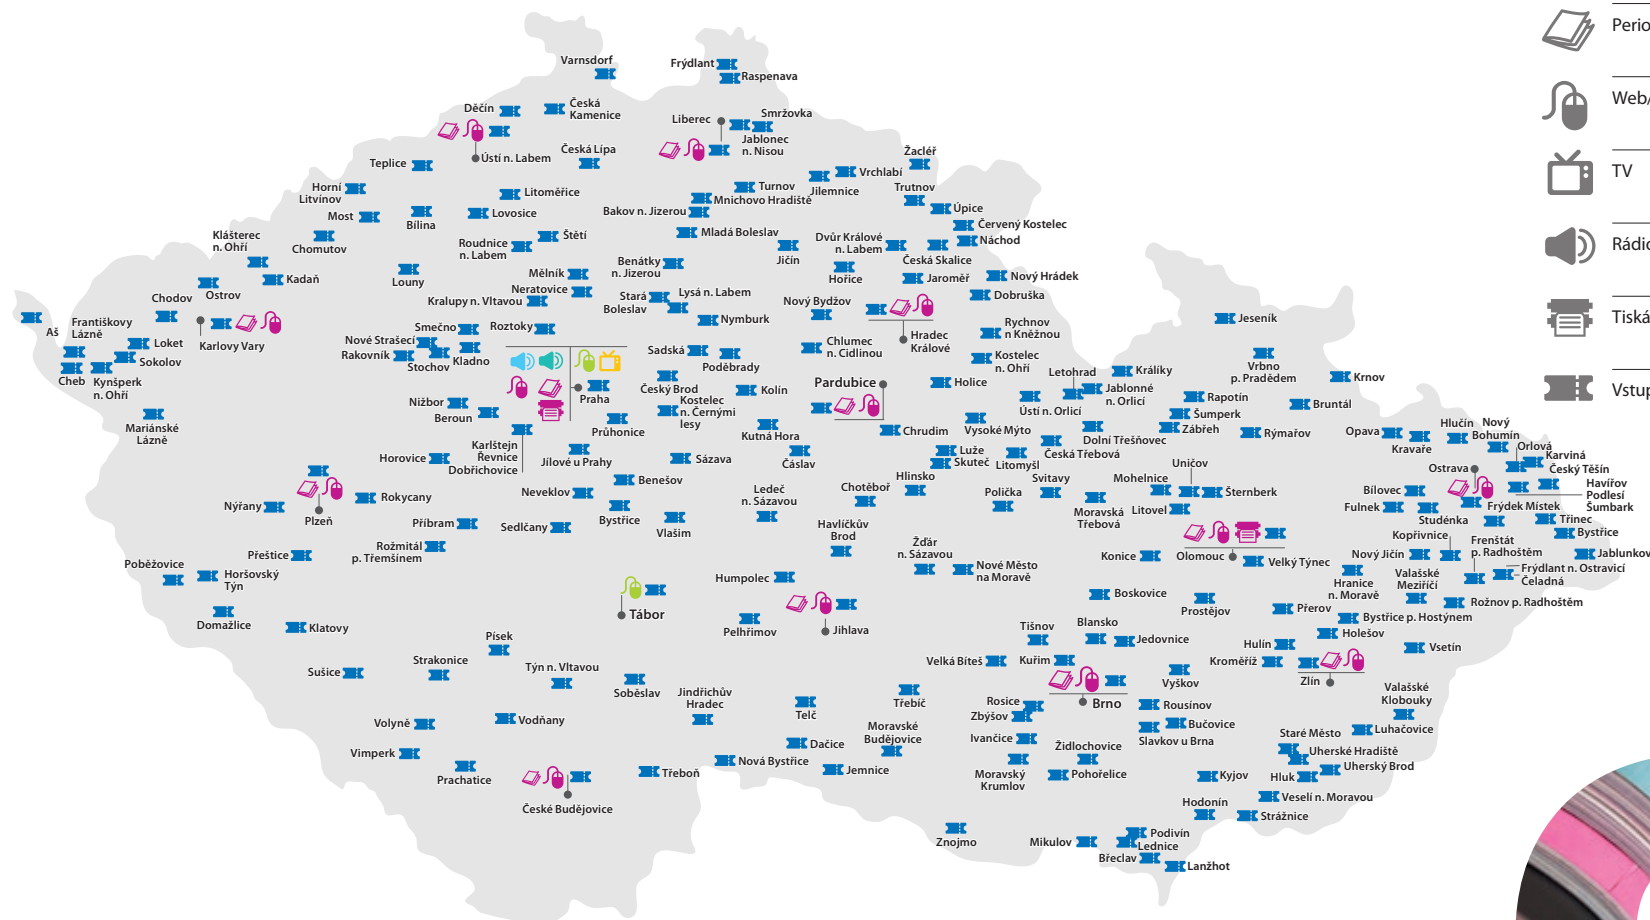 Perio
Web/
TV
Rádio
Tiská
Vstup
Varnsdorf
Frýdlant
Raspenava
Děčín
Česká
Kamenice
Liberec
Smržovka
Jablonec
n. Nisou
Ústí n. Labem
Česká Lípa
Teplice
Žacléř
Vrchlabí
Jilemnice
Trutnov
Horní
Litvínov
Litoměřice
Turnov
Mnichovo Hradiště
Úpice
Most
Bílina
Lovosice
Bakov n. Jizerou
Červený Kostelec
Náchod
Klášterec
n. Ohří
Chomutov
Roudnice
n. Labem
Štětí
Mladá Boleslav
Jičín
Dvůr Králové
n. Labem
Česká Skalice
Kadaň
Louny
Mělník
Benátky
n. Jizerou
Hořice
Jaroměř
Nový Hrádek
Chodov
Ostrov
Neratovice
Kralupy n. Vltavou
Stará
Boleslav
Lysá n. Labem
Nový Bydžov
Dobruška
Aš
Františkovy
Lázně
Karlovy Vary
Smečno
Roztoky
Nymburk
Hradec
Králové
Rychnov
n Kněžnou
Jeseník
Loket
Sokolov
Nové Strašecí
Rakovník
Stochov
Kladno
Sadská
Poděbrady
Chlumec
n. Cidlinou
Kostelec
n. Ohří
Cheb
Kynšperk
n. Ohří
Praha
Český Brod
Kolín
Pardubice
Holice
Letohrad
Králíky
Jablonné
n. Orlicí
Vrbno
p. Pradědem
Krnov
Mariánské
Lázně
Nižbor
Beroun
Průhonice
Kostelec
n. Černými
lesy
Kutná Hora
Chrudim
Vysoké Mýto
Ústí n. Orlicí
Rapotín
Šumperk
Zábřeh
Bruntál
Rýmařov
Karlštejn
Řevnice
Dobřichovice
Jílové u Prahy
Čáslav
Luže
Skuteč
Litomyšl
Česká Třebová
Dolní Třešňovec
Opava
Kravaře
Hlučín
Nový
Bohumín
Orlová
Karviná
Český Těšín
Havířov
Podlesí
Šumbark
Horovice
Sázava
Hlinsko
Svitavy
Mohelnice
Uničov
Šternberk
Ostrava
Nýřany
Plzeň
Rokycany
Neveklov
Benešov
Ledeč
n. Sázavou
Chotěboř
Polička
Moravská
Třebová
Litovel
Bílovec
Fulnek
Studénka
Frýdek Místek
Třinec
Bystřice
Příbram
Sedlčany
Bystřice
Vlašim
Havlíčkův
Brod
Kopřivnice
Přeštice
Rožmitál
p. Třemšínem
Žďár
n. Sázavou
Nové Město
na Moravě
Konice
Olomouc
Velký Týnec
Nový Jičín
Frenštát
p. Radhoštěm
Jablunkov
Poběžovice
Horšovský
Týn
Humpolec
Hranice
n. Moravě
Valašské
Meziříčí
Frýdlant n. Ostravicí
Čeladná
Domažlice
Klatovy
Tábor
Pelhřimov
Jihlava
Boskovice
Prostějov
Přerov
Rožnov p. Radhoštěm
Bystřice p. Hostýnem
Písek
Tišnov
Blansko
Jedovnice
Hulín
Holešov
Vsetín
Sušice
Strakonice
Týn n. Vltavou
Soběslav
Jindřichův
Hradec
Velká Bíteš
Kuřim
Vyškov
Kroměříž
Zlín
Volyně
Vodňany
Telč
Třebíč
Rosice
Zbýšov
Brno
Rousínov
Bučovice
Valašské
Klobouky
Luhačovice
Vimperk
Prachatice
Třeboň
Nová Bystřice
Dačice
Jemnice
Moravské
Budějovice
Ivančice
Židlochovice
Slavkov u Brna
Staré Město
Uherské Hradiště
Uherský Brod
Moravský
Krumlov
Pohořelice
Kyjov
Hluk
České Budějovice
Veselí n. Moravou
Hodonín
Strážnice
Znojmo
Mikulov
Podivín
Lednice
Břeclav
Lanžhot